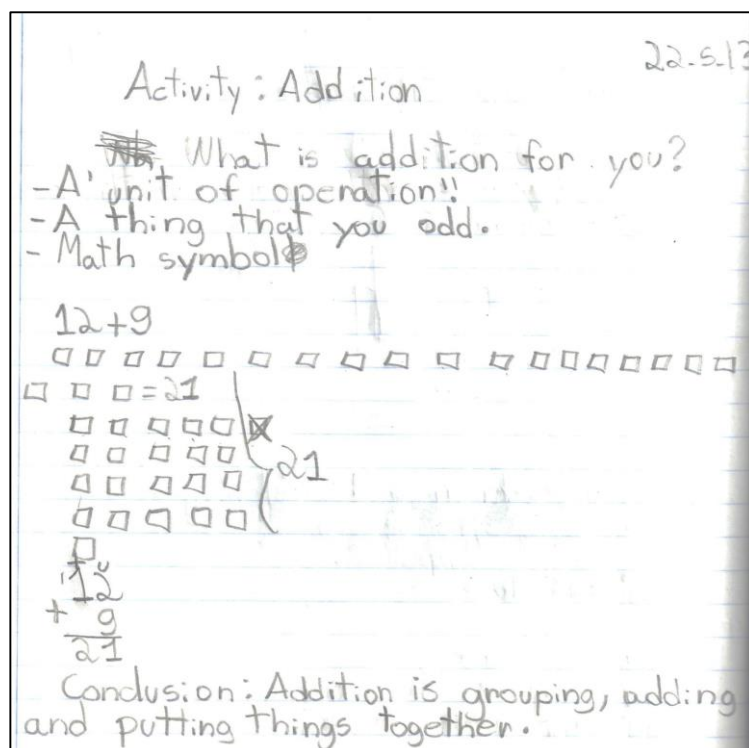 22-5-13
Activity: Addition
What is addition for you?
- A unit of operation!!
- A thing that you odd.
- Math symbol
12+9
= 21
21
12
+ 9
21
Conclusion: Addition is grouping, adding
and putting things together.